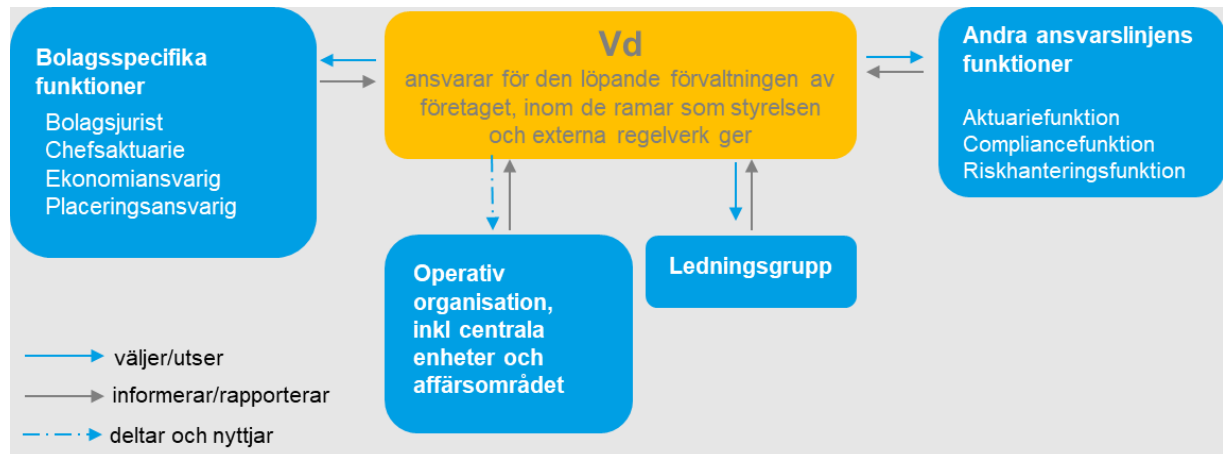 Bolagsspecifika
funktioner
Bolagsjurist
Chefsaktuarie
Ekonomiansvarig
Placeringsansvarig
Vd
ansvarar för den löpande förvaltningen av
företaget, inom de ramar som styrelsen
och externa regelverk ger
Andra ansvarslinjens
funktioner
Aktuariefunktion
Compliancefunktion
Riskhanteringsfunktion
Operativ
organisation,
inkl centrala
enheter och
affärsområdet
Ledningsgrupp
väljer/utser
informerar/rapporterar
deltar och nyttjar